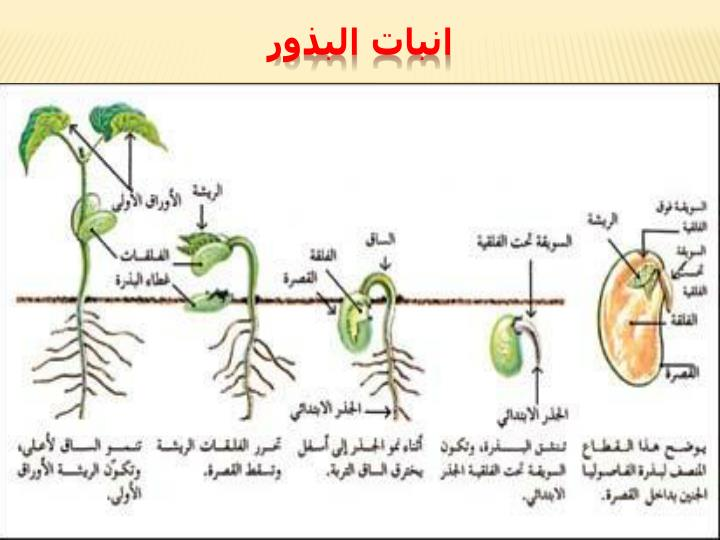 انبات البذور
السويقة فوق
الفلقية
الريشة
السويقة
تحت
الفلقية
الفلقة
القصرة
السويقة تحت الفلقية
الجذر الابتدائي
الساق
الفلقة
القصرة
الجذر الابتدائي
الريشة
الأوراق الأولى
الفلقات
غطاء البذرة
يوضح هذا القطاع
المنصف لبذرة الفاصوليا
الجنين بداخل القصرة.
تنشق البذرة، وتكون
السويقة تحت الفلقية الجذر
الابتدائي.
أثناء نمو الجذر إلى أسفل
يخترق الساق التربة.
تحرر الفلقات الريشة
وتسقط القصرة.
تنمو الساق لأعلى،
وتكوّن الريشة الأوراق
الأولى.